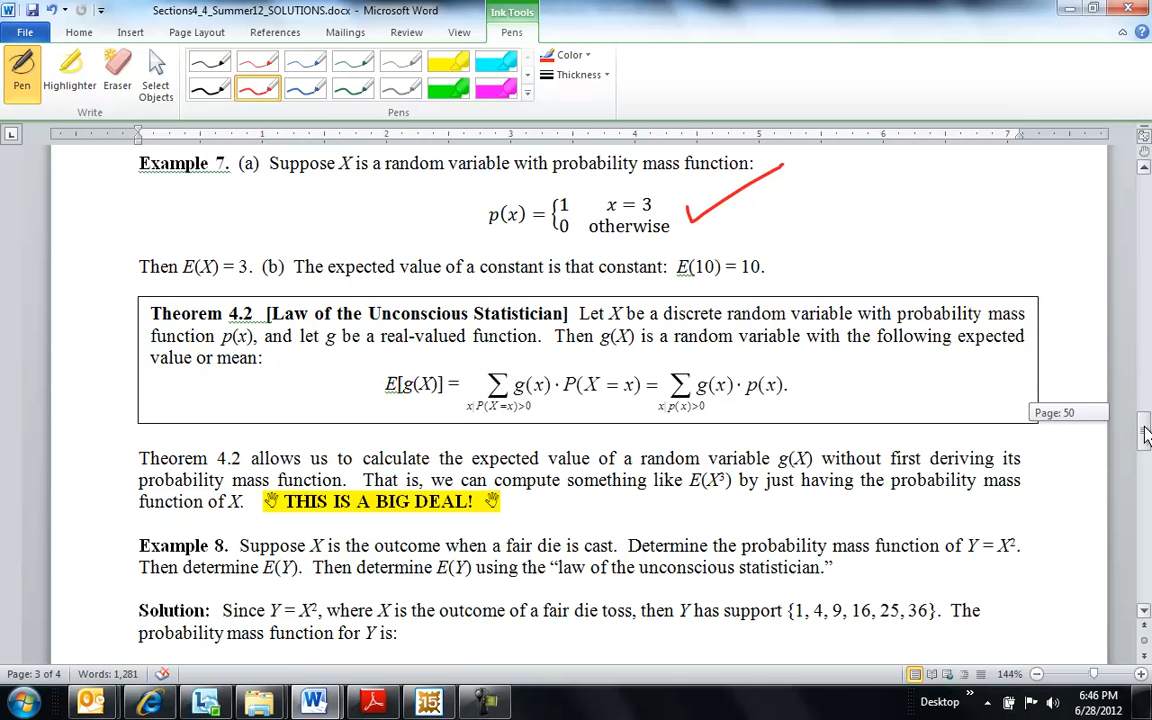 Sections4_4_Summer12_SOLUTIONS.docx - Microsoft Word
Ink Tools
File Home Insert Page Layout References Mailings Review View Pens
Pen Highlighter Eraser Select Objects
Color
Thickness
Write Pens
1 2 3 4 5 6 7
Example 7. (a) Suppose X is a random variable with probability mass function:
p(x) = { 1 x = 3
0 otherwise
Then E(X) = 3. (b) The expected value of a constant is that constant: E(10) = 10.
Theorem 4.2 [Law of the Unconscious Statistician] Let X be a discrete random variable with probability mass
function p(x), and let g be a real-valued function. Then g(X) is a random variable with the following expected
value or mean:
E[g(X)] = ∑ g(x) · P(X = x) = ∑ g(x) · p(x).
x|P(X=x)>0 x|p(x)>0
Page: 50
Theorem 4.2 allows us to calculate the expected value of a random variable g(X) without first deriving its
probability mass function. That is, we can compute something like E(X³) by just having the probability mass
function of X. THIS IS A BIG DEAL!
Example 8. Suppose X is the outcome when a fair die is cast. Determine the probability mass function of Y = X².
Then determine E(Y). Then determine E(Y) using the “law of the unconscious statistician.”
Solution: Since Y = X², where X is the outcome of a fair die toss, then Y has support {1, 4, 9, 16, 25, 36}. The
probability mass function for Y is:
Page: 3 of 4 Words: 1,281 144%
Desktop 6:46 PM
6/28/2012